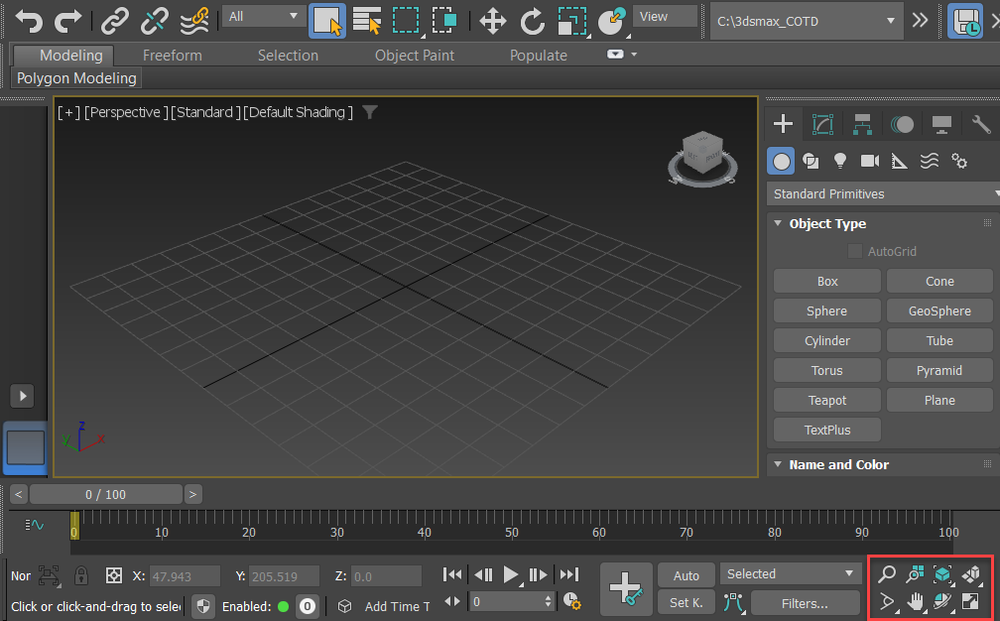 All
View
C:\3dsmax_COTD
Modeling Freeform Selection Object Paint Populate
Polygon Modeling
[+] [Perspective ] [Standard ] [Default Shading ]
Standard Primitives
Object Type
AutoGrid
Box Cone
Sphere GeoSphere
Cylinder Tube
Torus Pyramid
Teapot Plane
TextPlus
Name and Color
z
y x
< 0 / 100 >
0 10 20 30 40 50 60 70 80 90 100
Nor X: 47.943 Y: 205.519 Z: 0.0
Auto Selected
Click or click-and-drag to sele Enabled: 0 Add Time T 0
Set K. Filters...